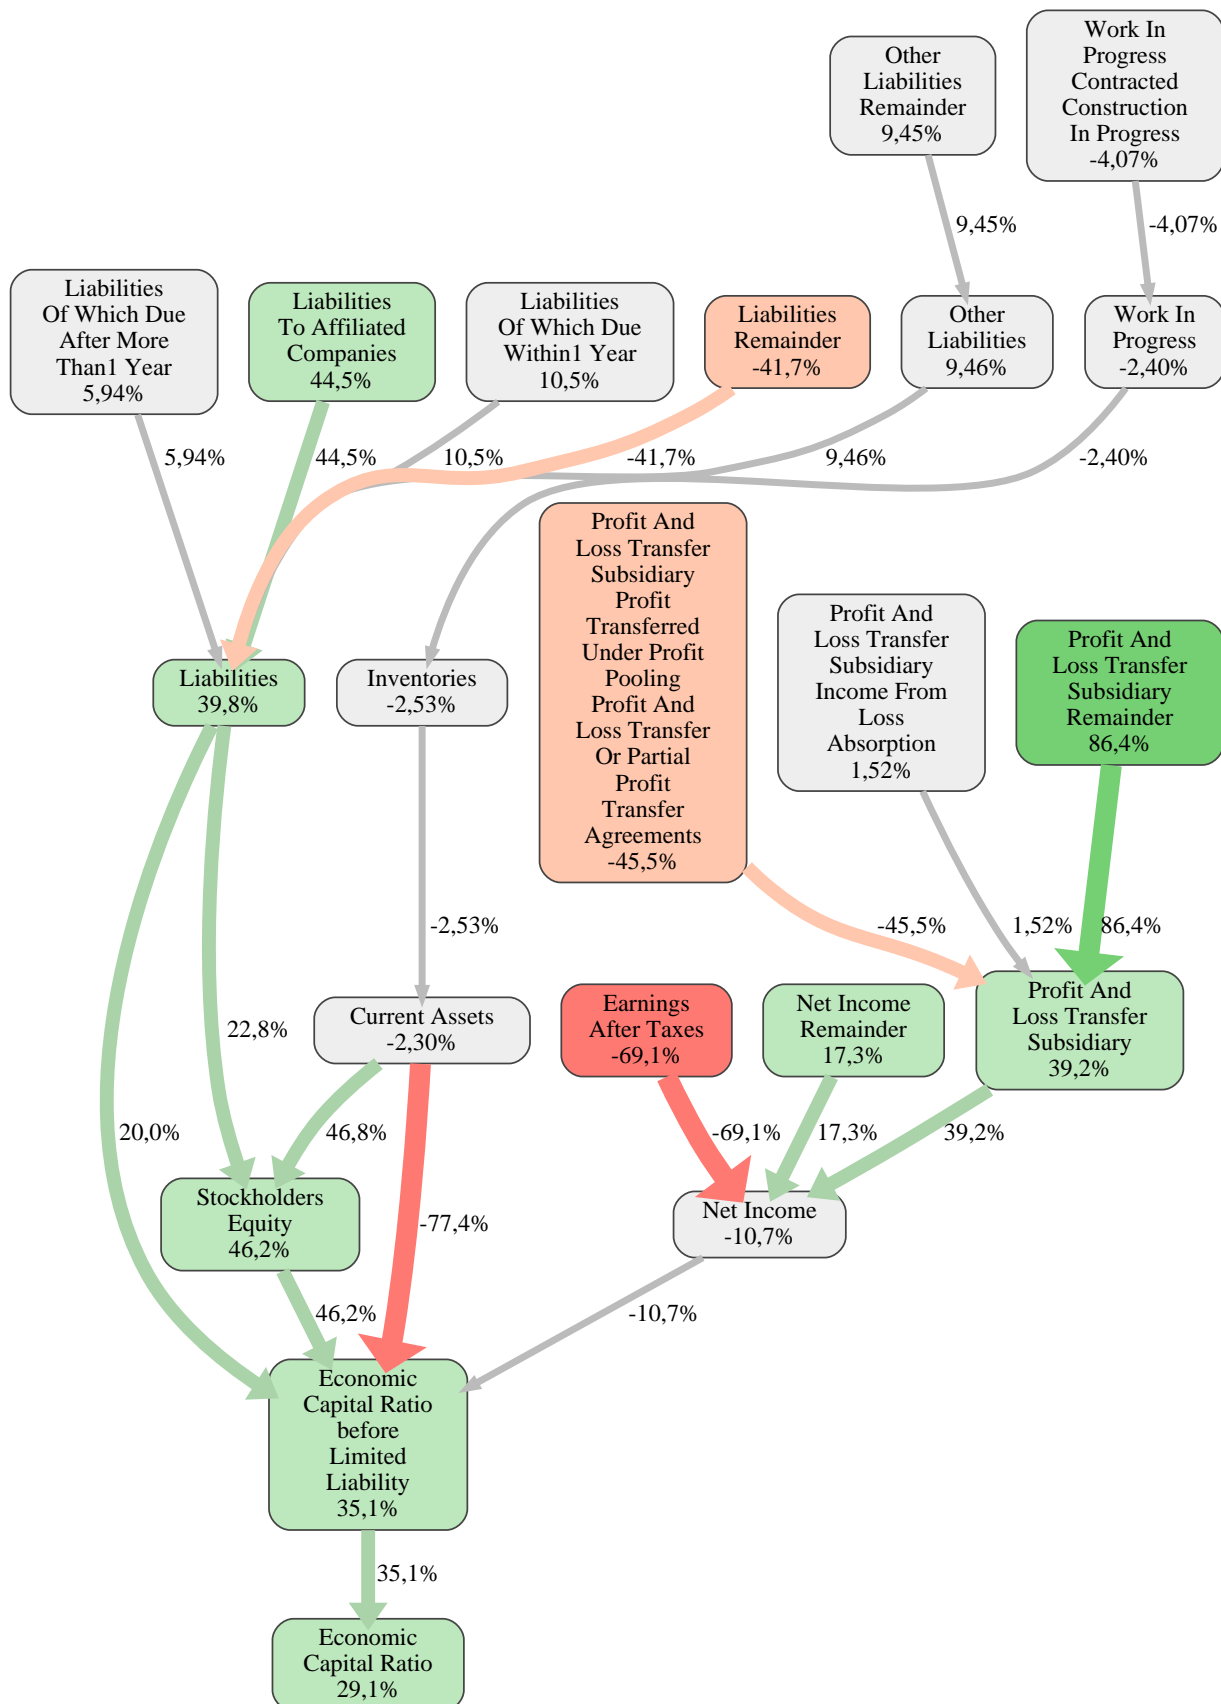 Other
Liabilities
Remainder
9,45%
Work In
Progress
Contracted
Construction
In Progress
-4,07%
9,45%
-4,07%
Liabilities
Of Which Due
After More
Than1 Year
5,94%
Liabilities
To Affiliated
Companies
44,5%
Liabilities
Of Which Due
Within1 Year
10,5%
Liabilities
Remainder
-41,7%
Other
Liabilities
9,46%
Work In
Progress
-2,40%
5,94%
44,5%
10,5%
-41,7%
9,46%
-2,40%
Profit And
Loss Transfer
Subsidiary
Profit
Transferred
Under Profit
Pooling
Profit And
Loss Transfer
Or Partial
Profit
Transfer
Agreements
-45,5%
Profit And
Loss Transfer
Subsidiary
Income From
Loss
Absorption
1,52%
Profit And
Loss Transfer
Subsidiary
Remainder
86,4%
Liabilities
39,8%
Inventories
-2,53%
-2,53%
-45,5%
1,52%
86,4%
22,8%
Current Assets
-2,30%
Earnings
After Taxes
-69,1%
Net Income
Remainder
17,3%
Profit And
Loss Transfer
Subsidiary
39,2%
20,0%
46,8%
-69,1%
17,3%
39,2%
Stockholders
Equity
46,2%
-77,4%
Net Income
-10,7%
46,2%
-10,7%
Economic
Capital Ratio
before
Limited
Liability
35,1%
35,1%
Economic
Capital Ratio
29,1%